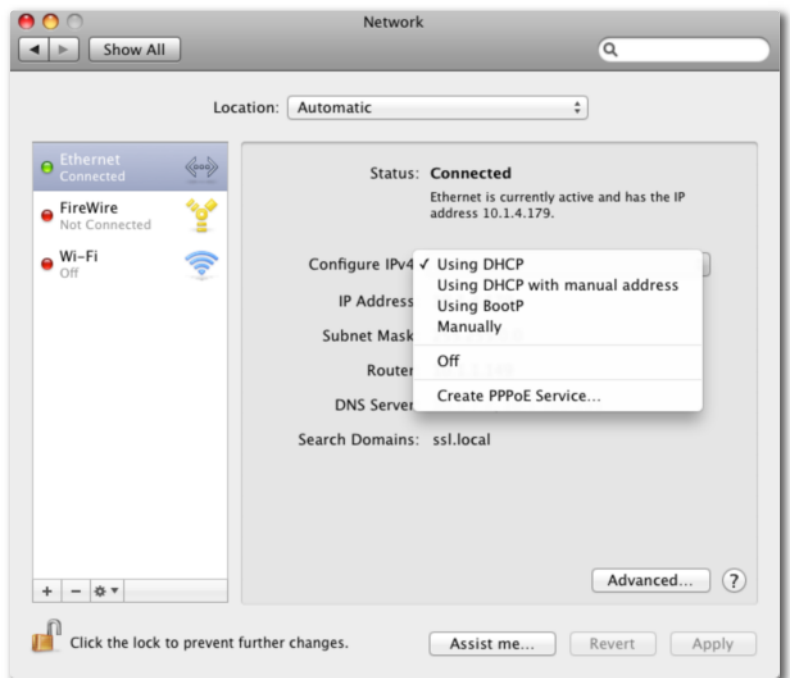 Network
Show All
Location: Automatic
Ethernet
Connected
FireWire
Not Connected
Wi-Fi
Off
Status: Connected
Ethernet is currently active and has the IP
address 10.1.4.179.
Configure IPv4 ✓ Using DHCP
Using DHCP with manual address
Using BootP
Manually
Off
Create PPPoE Service...
IP Address
Subnet Mask
Router
DNS Server
Search Domains: ssl.local
Advanced... ?
+ −
Click the lock to prevent further changes.
Assist me... Revert Apply